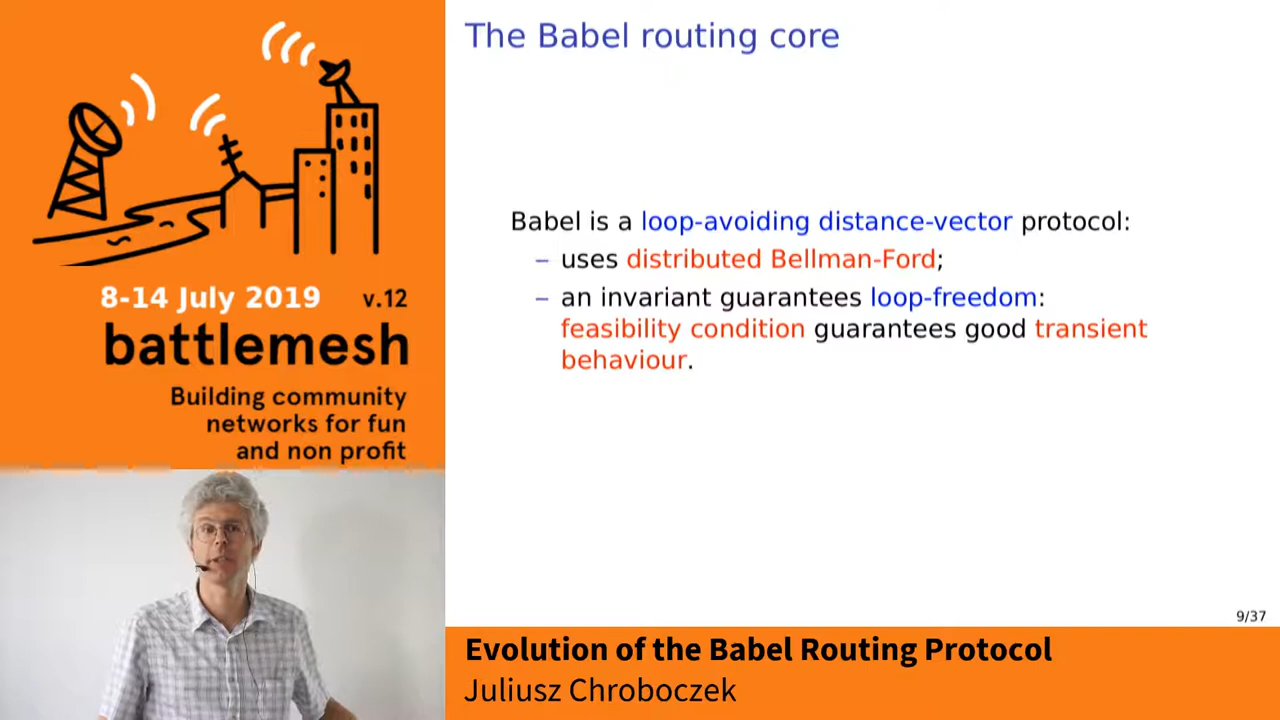 8-14 July 2019 v.12
battlemesh
Building community
networks for fun
and non profit
The Babel routing core
Babel is a loop-avoiding distance-vector protocol:
– uses distributed Bellman-Ford;
– an invariant guarantees loop-freedom:
feasibility condition guarantees good transient
behaviour.
9/37
Evolution of the Babel Routing Protocol
Juliusz Chroboczek